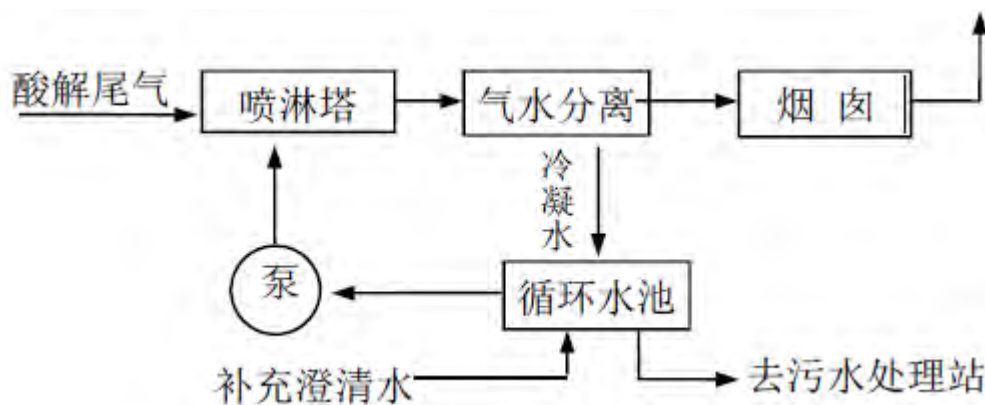 酸解尾气
喷淋塔
气水分离
烟囱
冷凝水
泵
循环水池
补充澄清水
去污水处理站